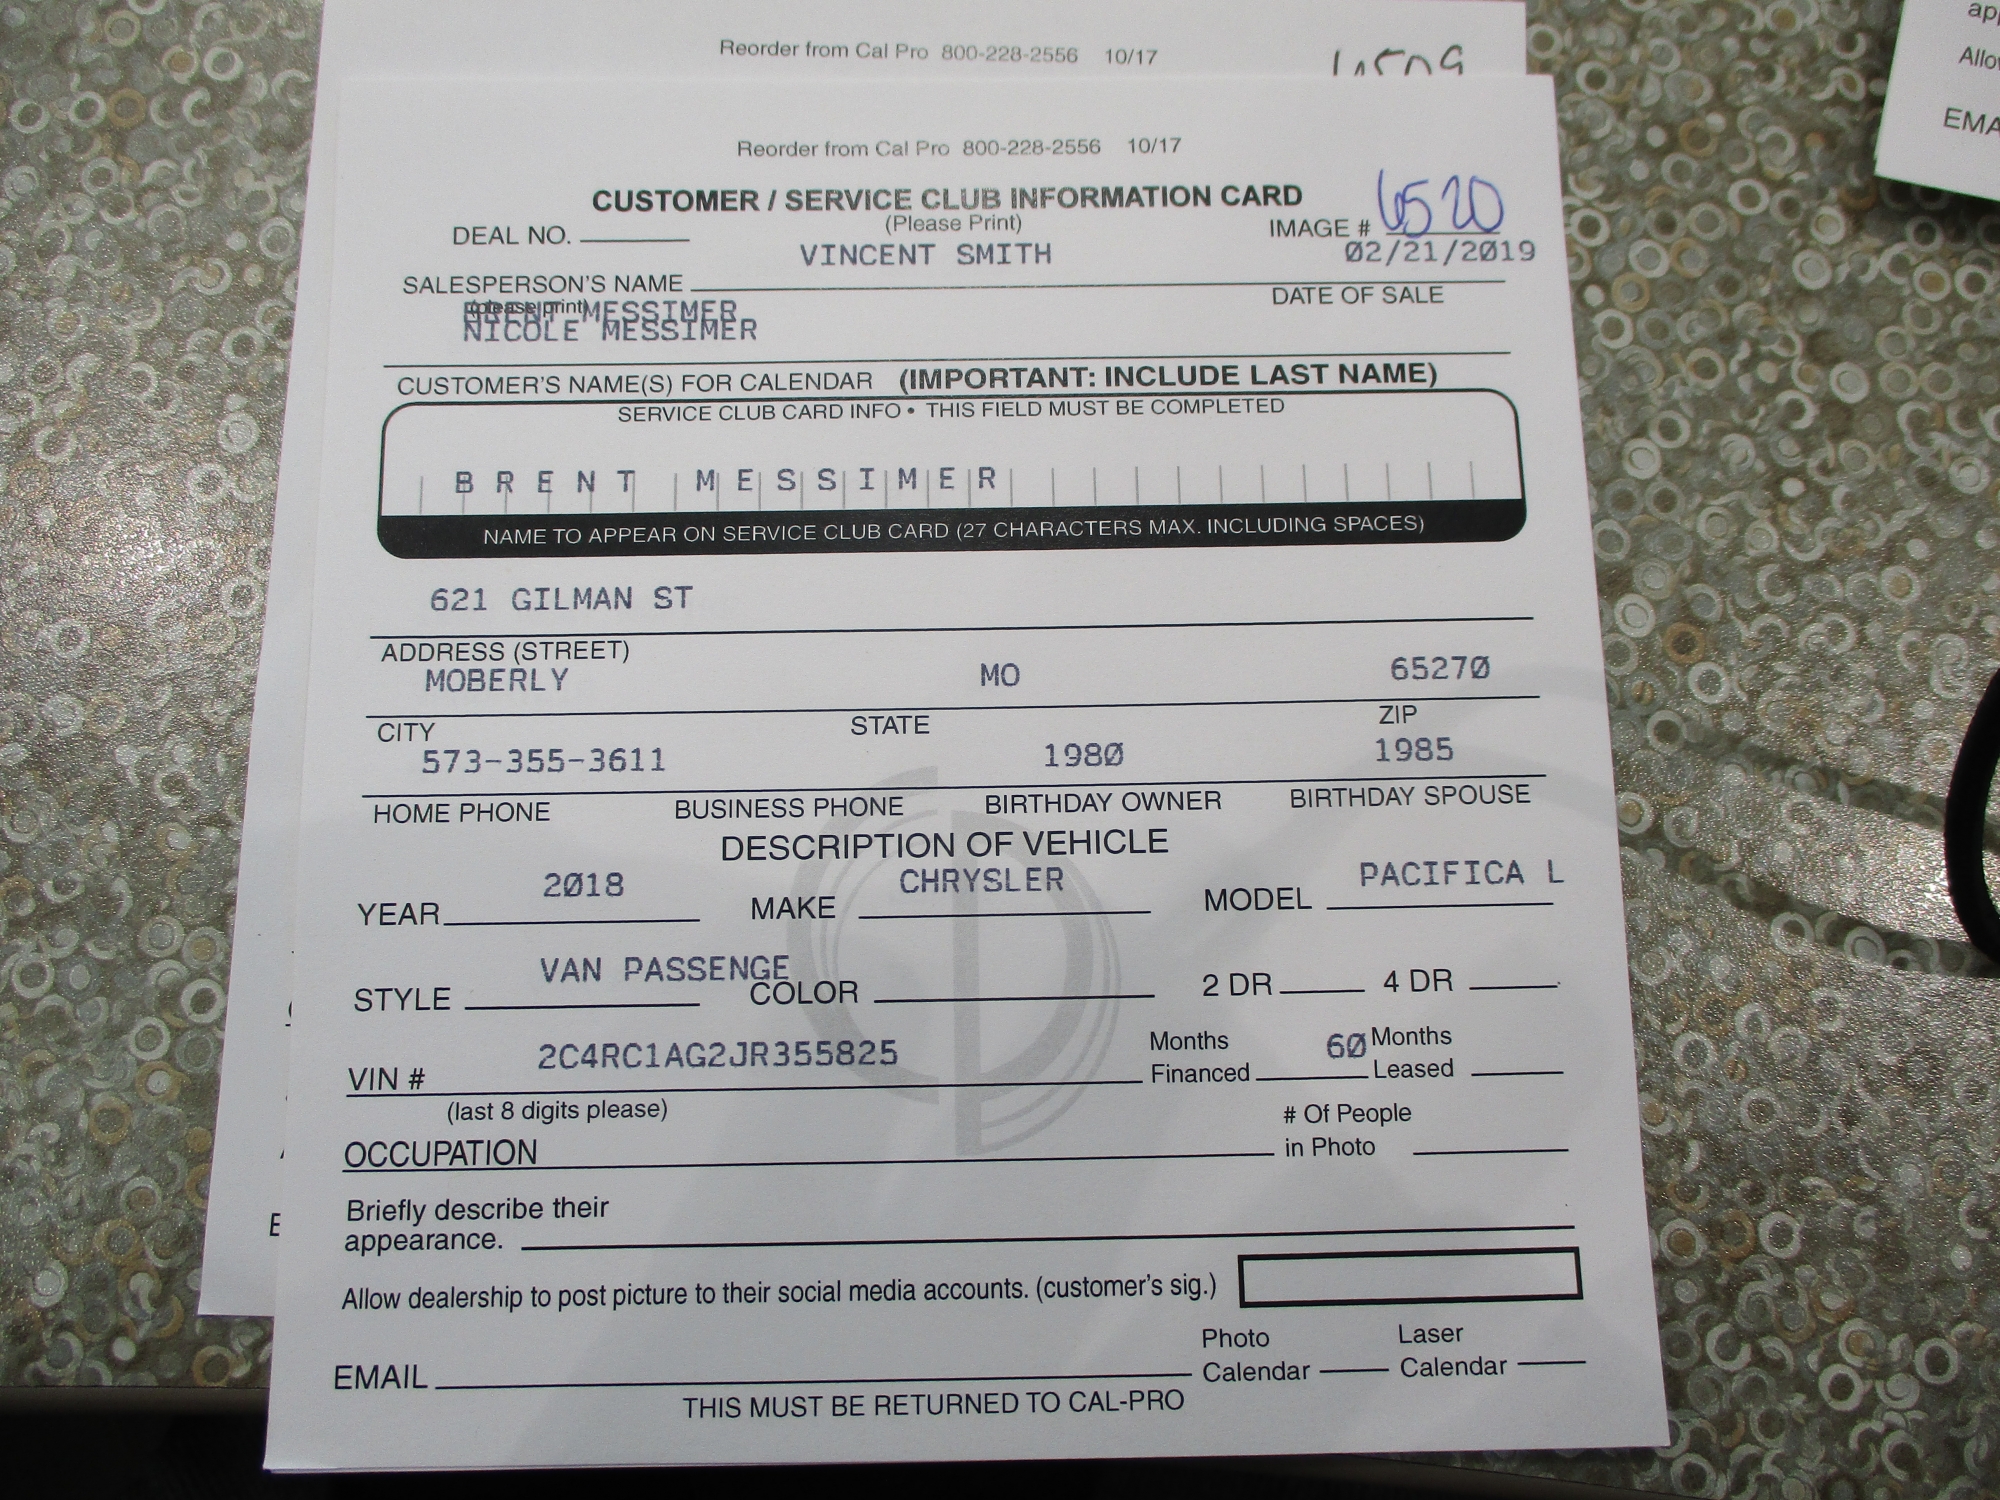 Reorder from Cal Pro 800-228-2556 10/17
Reorder from Cal Pro 800-228-2556 10/17
CUSTOMER / SERVICE CLUB INFORMATION CARD
(Please Print)
DEAL NO. IMAGE # 6520
VINCENT SMITH 02/21/2019
SALESPERSON'S NAME DATE OF SALE
(please print)
BRENT MESSIMER
NICOLE MESSIMER
CUSTOMER'S NAME(S) FOR CALENDAR (IMPORTANT: INCLUDE LAST NAME)
SERVICE CLUB CARD INFO • THIS FIELD MUST BE COMPLETED
BRENT MESSIMER
NAME TO APPEAR ON SERVICE CLUB CARD (27 CHARACTERS MAX. INCLUDING SPACES)
621 GILMAN ST
ADDRESS (STREET)
MOBERLY MO 65270
CITY STATE ZIP
573-355-3611 1980 1985
HOME PHONE BUSINESS PHONE BIRTHDAY OWNER BIRTHDAY SPOUSE
DESCRIPTION OF VEHICLE
YEAR 2018 MAKE CHRYSLER MODEL PACIFICA L
STYLE VAN PASSENGE COLOR 2 DR 4 DR
VIN # 2C4RC1AG2JR355825 Months Financed 60 Months Leased
(last 8 digits please)
OCCUPATION # Of People in Photo
Briefly describe their
appearance.
Allow dealership to post picture to their social media accounts. (customer's sig.)
EMAIL Photo Calendar Laser Calendar
THIS MUST BE RETURNED TO CAL-PRO